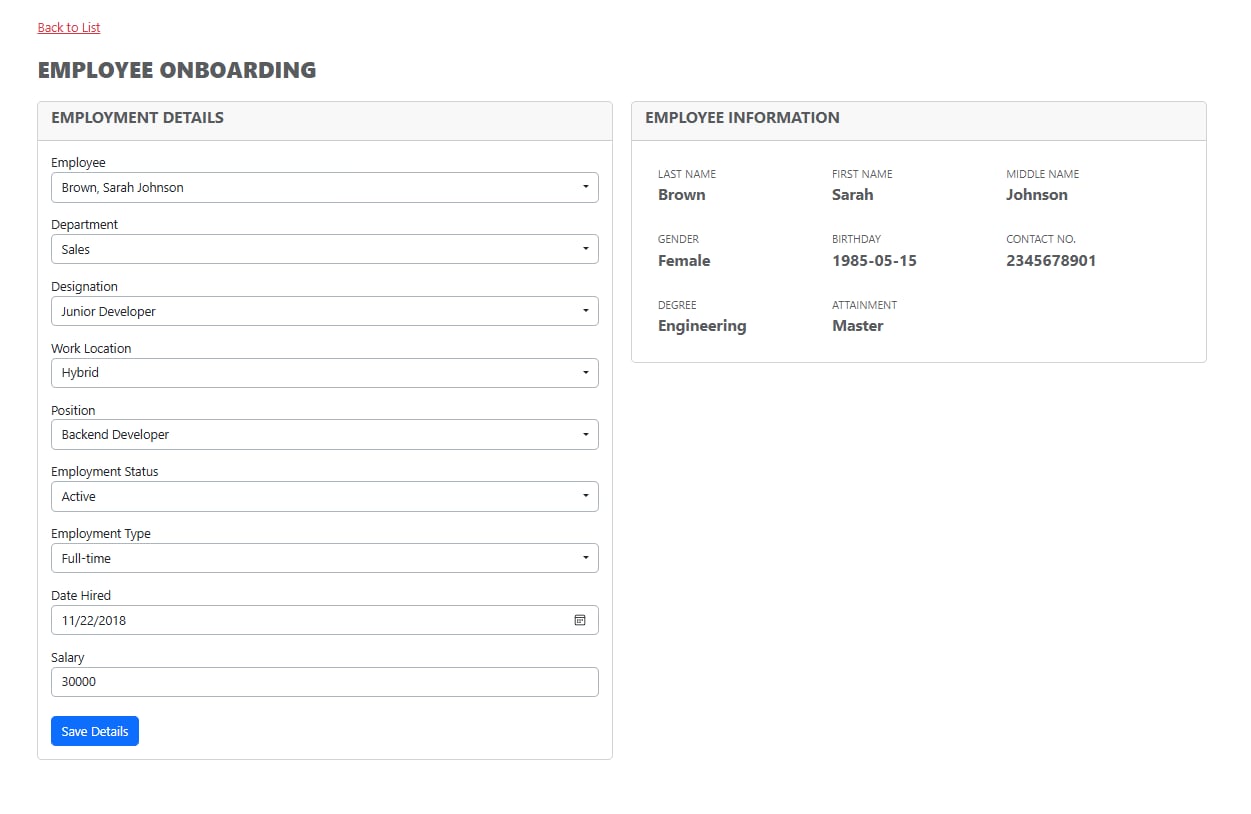 Back to List
EMPLOYEE ONBOARDING
EMPLOYMENT DETAILS
Employee
Brown, Sarah Johnson
Department
Sales
Designation
Junior Developer
Work Location
Hybrid
Position
Backend Developer
Employment Status
Active
Employment Type
Full-time
Date Hired
11/22/2018
Salary
30000
Save Details
EMPLOYEE INFORMATION
LAST NAME FIRST NAME MIDDLE NAME
Brown Sarah Johnson
GENDER BIRTHDAY CONTACT NO.
Female 1985-05-15 2345678901
DEGREE ATTAINMENT
Engineering Master